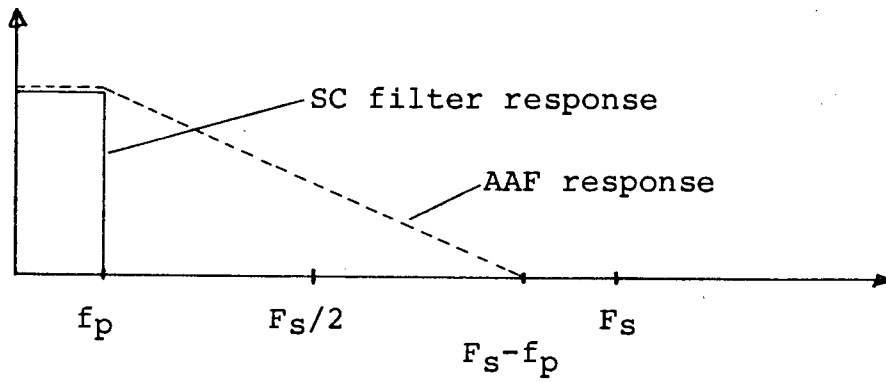 SC filter response
AAF response
fp
Fs/2
Fs-fp
Fs